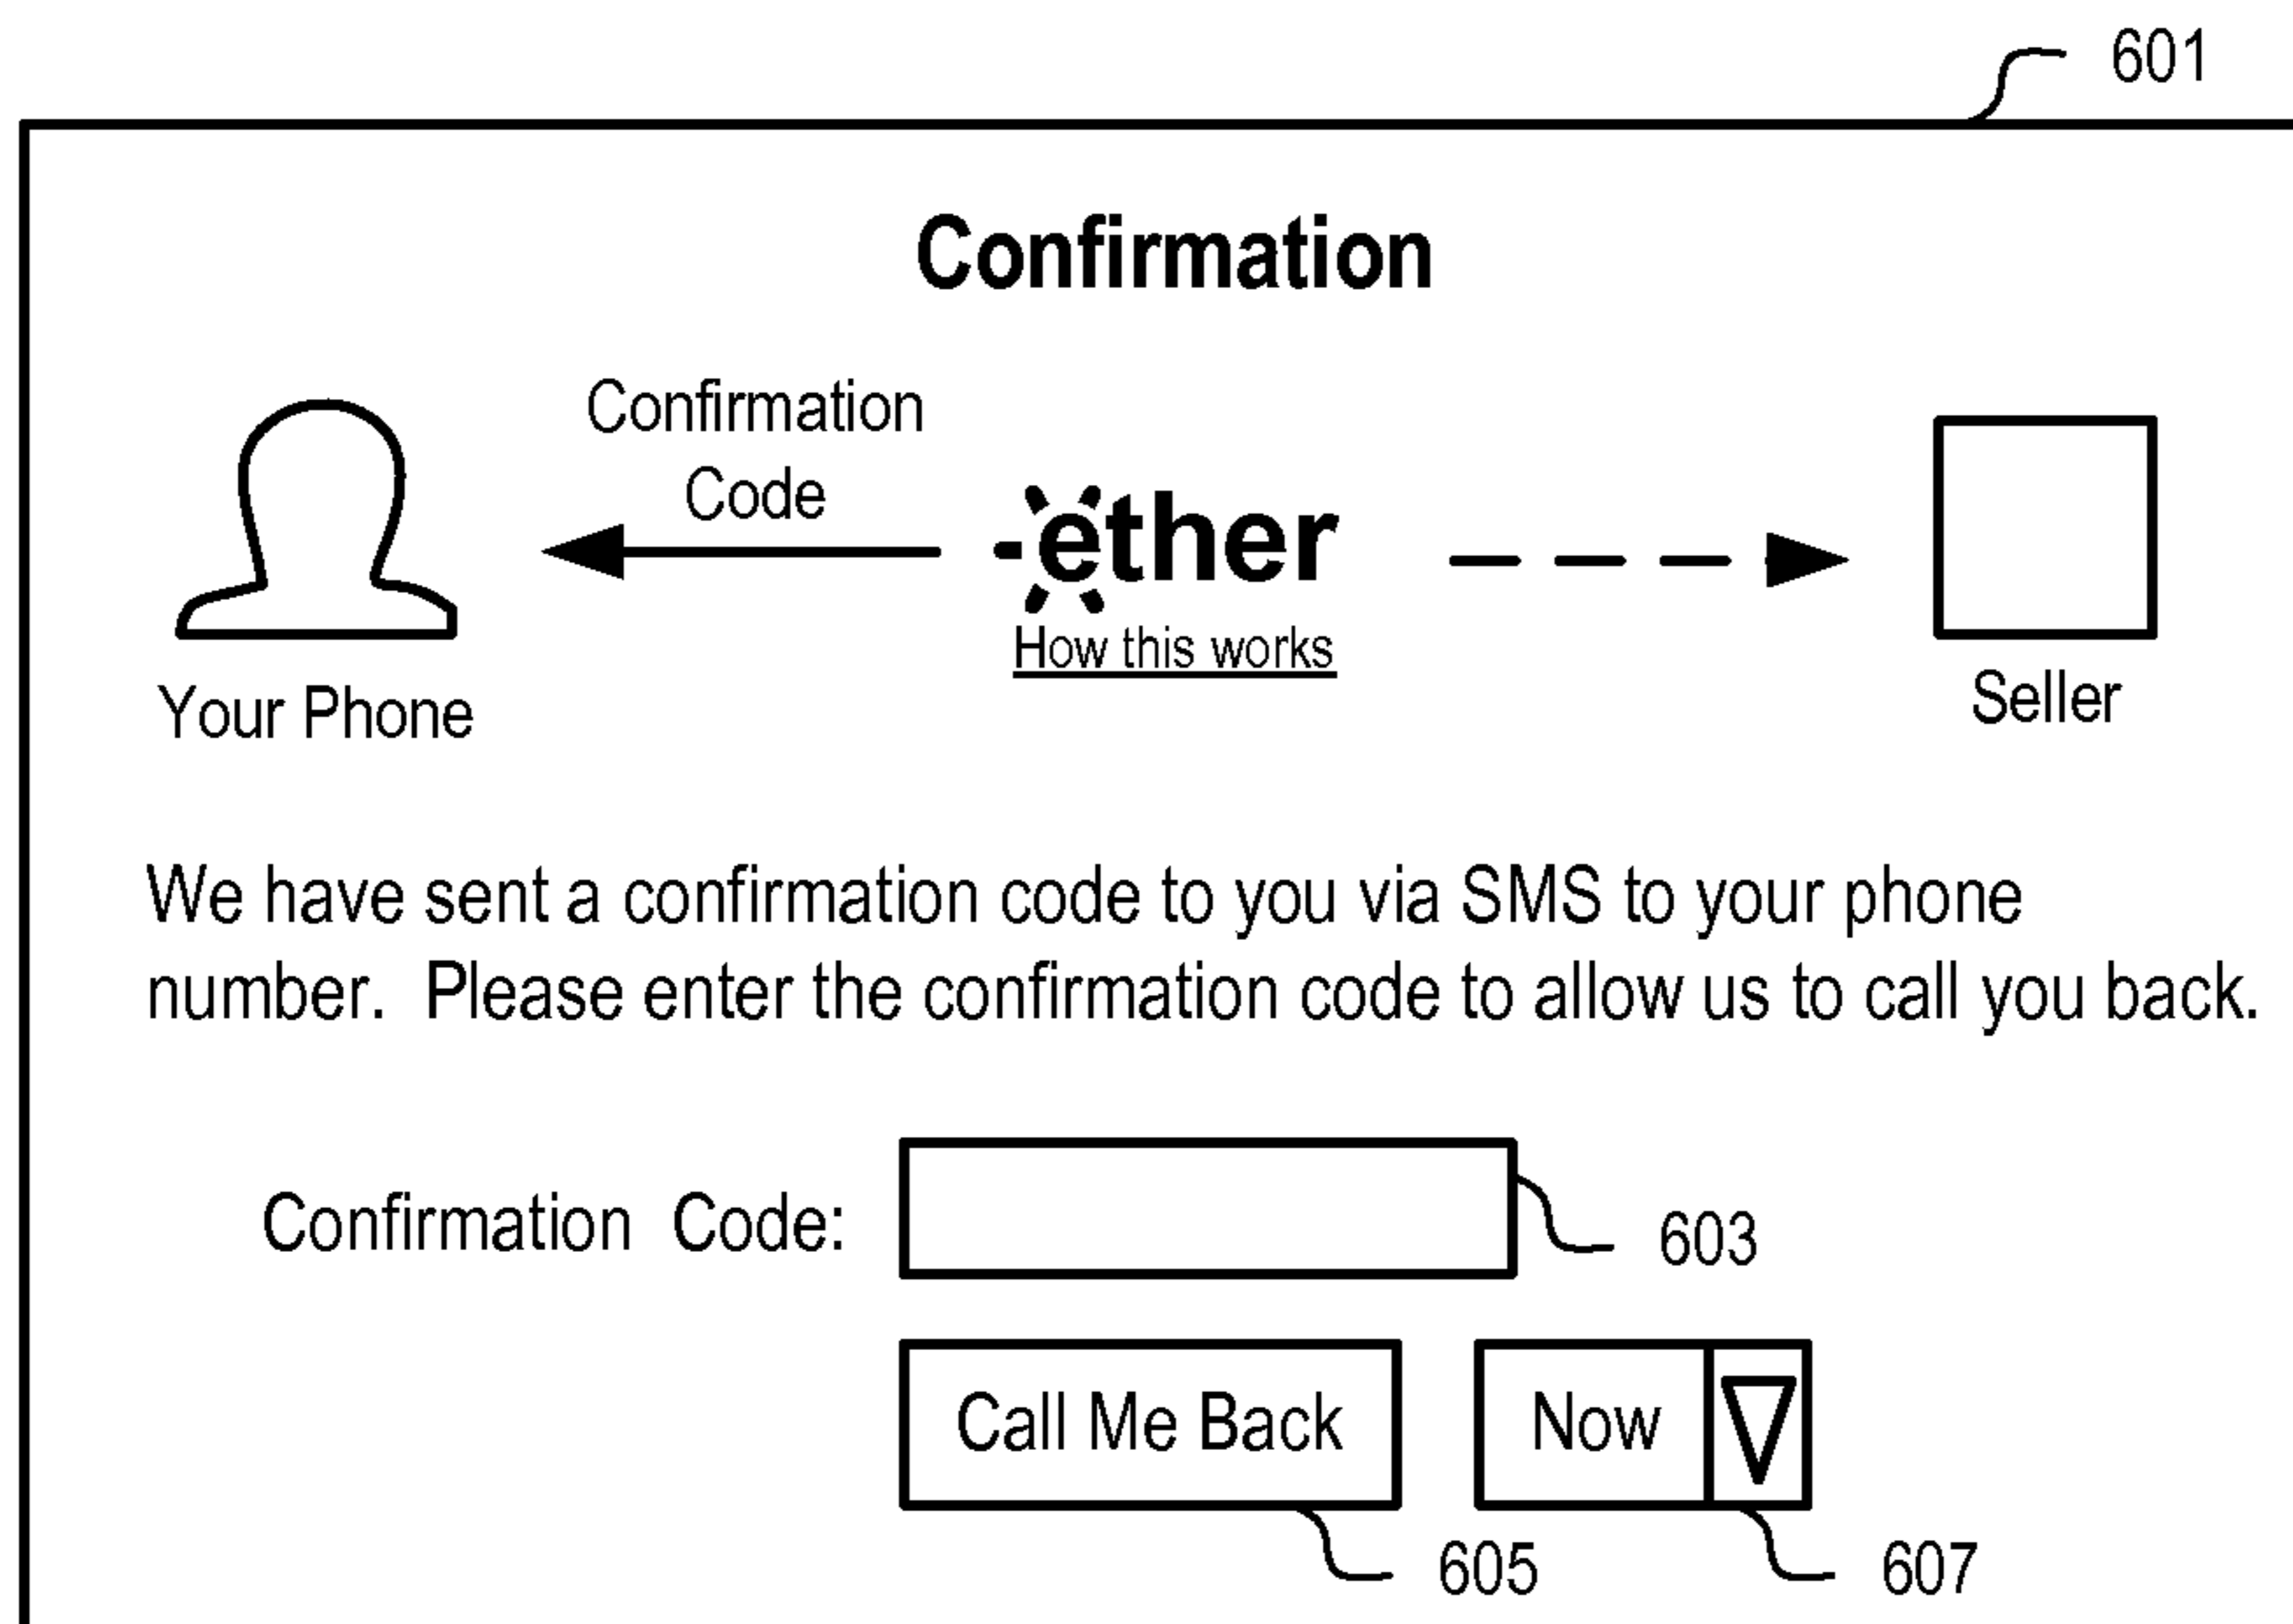 601
Confirmation
Confirmation
Code
ether
How this works
Your Phone
Seller
We have sent a confirmation code to you via SMS to your phone
number. Please enter the confirmation code to allow us to call you back.
Confirmation Code:
603
Call Me Back
Now
605
607